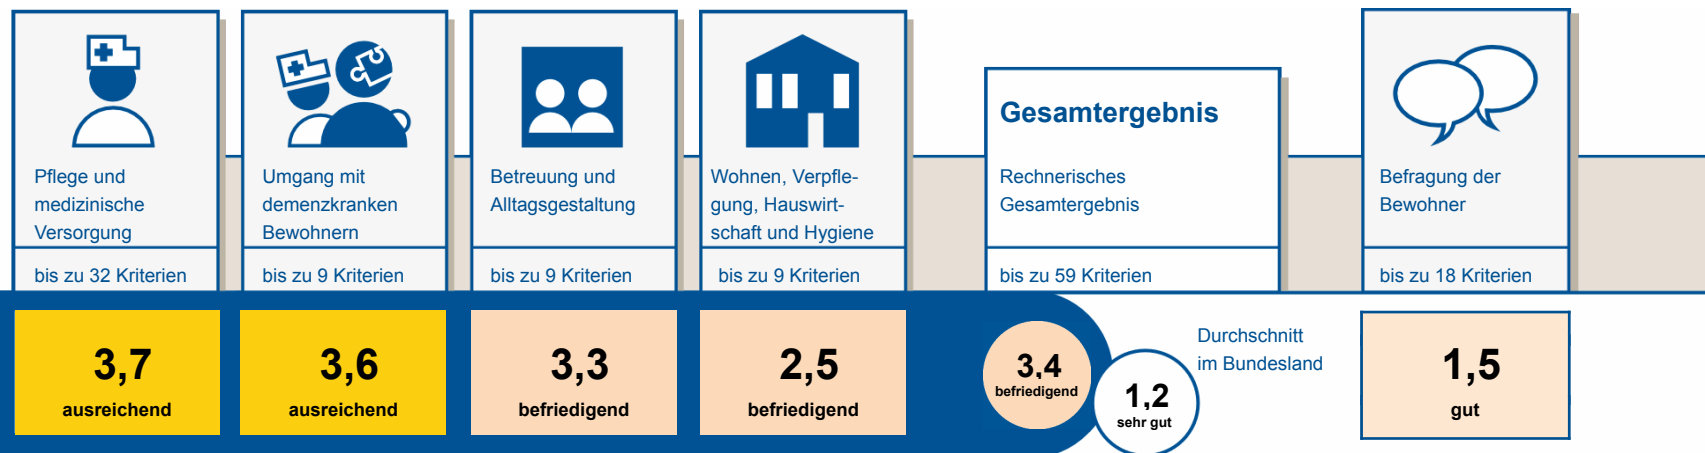 Pflege und
medizinische
Versorgung
bis zu 32 Kriterien
3,7
ausreichend
Umgang mit
demenzkranken
Bewohnern
bis zu 9 Kriterien
3,6
ausreichend
Betreuung und
Alltagsgestaltung
bis zu 9 Kriterien
3,3
befriedigend
Wohnen, Verpfle-
gung, Hauswirt-
schaft und Hygiene
bis zu 9 Kriterien
2,5
befriedigend
Gesamtergebnis
Rechnerisches
Gesamtergebnis
bis zu 59 Kriterien
3,4
befriedigend
1,2
sehr gut
Durchschnitt
im Bundesland
Befragung der
Bewohner
bis zu 18 Kriterien
1,5
gut